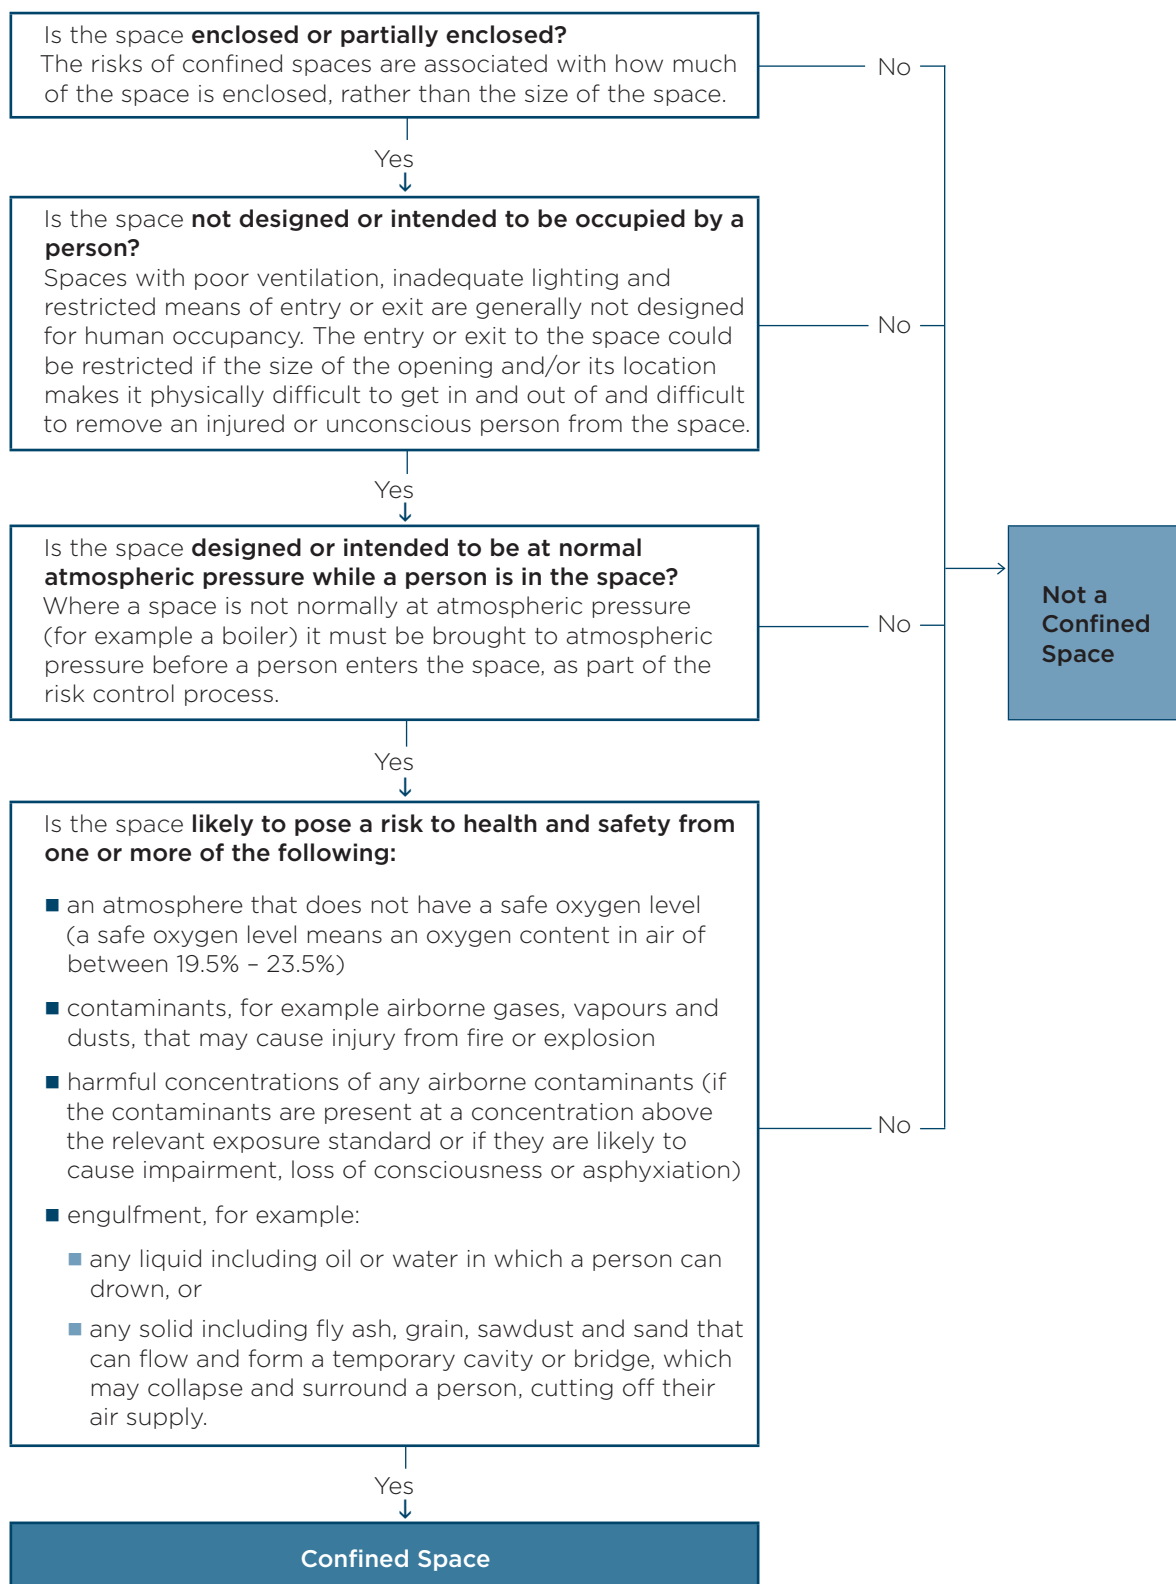 Is the space enclosed or partially enclosed?
The risks of confined spaces are associated with how much
of the space is enclosed, rather than the size of the space.
No
Yes
Is the space not designed or intended to be occupied by a
person?
Spaces with poor ventilation, inadequate lighting and
restricted means of entry or exit are generally not designed
for human occupancy. The entry or exit to the space could
be restricted if the size of the opening and/or its location
makes it physically difficult to get in and out of and difficult
to remove an injured or unconscious person from the space.
No
Yes
Is the space designed or intended to be at normal
atmospheric pressure while a person is in the space?
Where a space is not normally at atmospheric pressure
(for example a boiler) it must be brought to atmospheric
pressure before a person enters the space, as part of the
risk control process.
No
Not a
Confined
Space
Yes
Is the space likely to pose a risk to health and safety from
one or more of the following:
■ an atmosphere that does not have a safe oxygen level
(a safe oxygen level means an oxygen content in air of
between 19.5% – 23.5%)
■ contaminants, for example airborne gases, vapours and
dusts, that may cause injury from fire or explosion
■ harmful concentrations of any airborne contaminants (if
the contaminants are present at a concentration above
the relevant exposure standard or if they are likely to
cause impairment, loss of consciousness or asphyxiation)
■ engulfment, for example:
■ any liquid including oil or water in which a person can
drown, or
■ any solid including fly ash, grain, sawdust and sand that
can flow and form a temporary cavity or bridge, which
may collapse and surround a person, cutting off their
air supply.
No
Yes
Confined Space